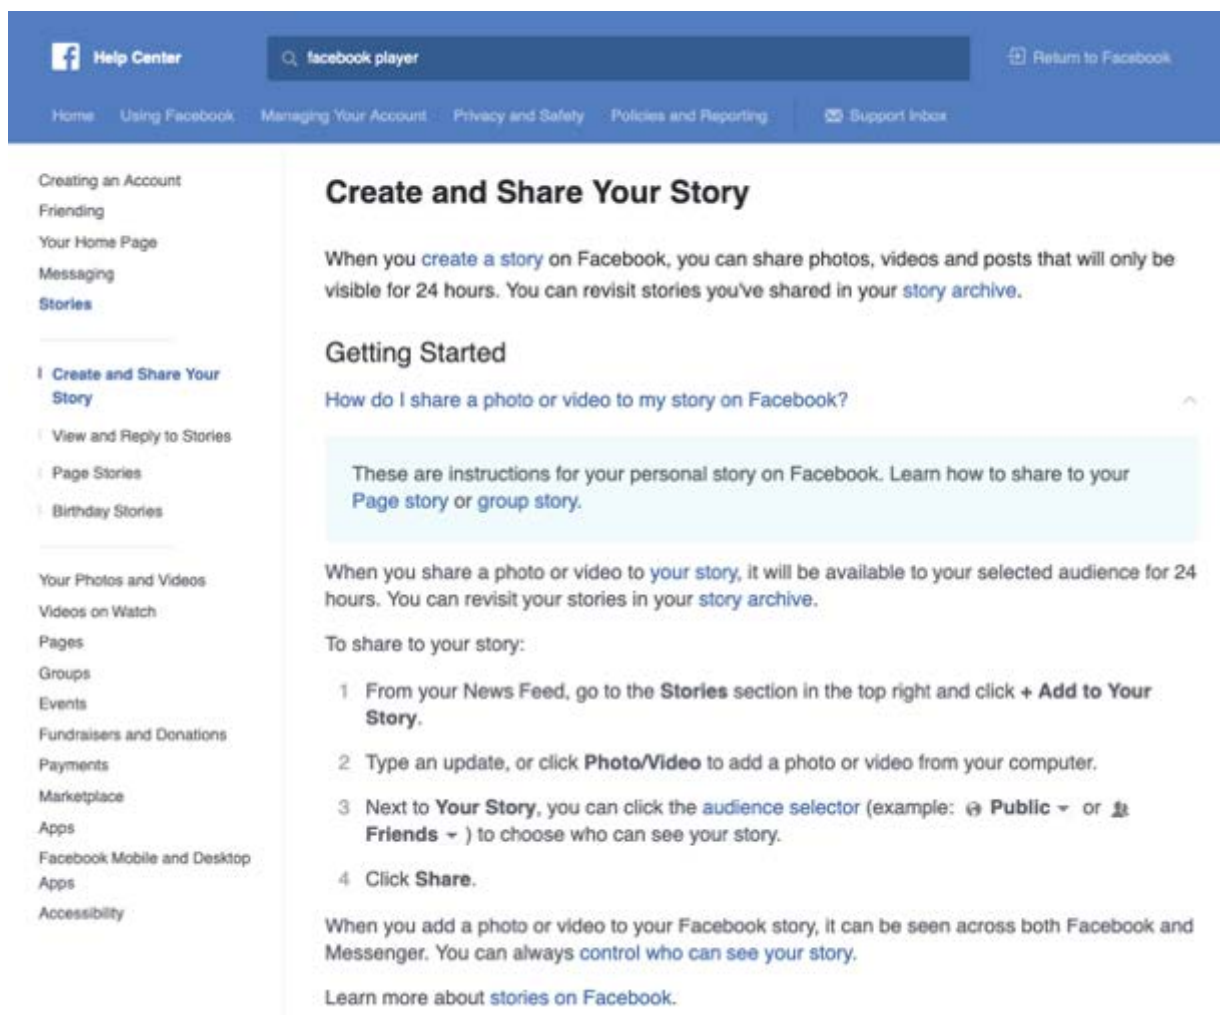 Help Center
facebook player
Return to Facebook
Home Using Facebook Managing Your Account Privacy and Safety Policies and Reporting Support Inbox
Creating an Account
Friending
Your Home Page
Messaging
Stories
Create and Share Your
Story
View and Reply to Stories
Page Stories
Birthday Stories
Your Photos and Videos
Videos on Watch
Pages
Groups
Events
Fundraisers and Donations
Payments
Marketplace
Apps
Facebook Mobile and Desktop
Apps
Accessibility
Create and Share Your Story
When you create a story on Facebook, you can share photos, videos and posts that will only be
visible for 24 hours. You can revisit stories you've shared in your story archive.
Getting Started
How do I share a photo or video to my story on Facebook?
These are instructions for your personal story on Facebook. Learn how to share to your
Page story or group story.
When you share a photo or video to your story, it will be available to your selected audience for 24
hours. You can revisit your stories in your story archive.
To share to your story:
1 From your News Feed, go to the Stories section in the top right and click + Add to Your
Story.
2 Type an update, or click Photo/Video to add a photo or video from your computer.
3 Next to Your Story, you can click the audience selector (example: Public or
Friends ) to choose who can see your story.
4 Click Share.
When you add a photo or video to your Facebook story, it can be seen across both Facebook and
Messenger. You can always control who can see your story.
Learn more about stories on Facebook.